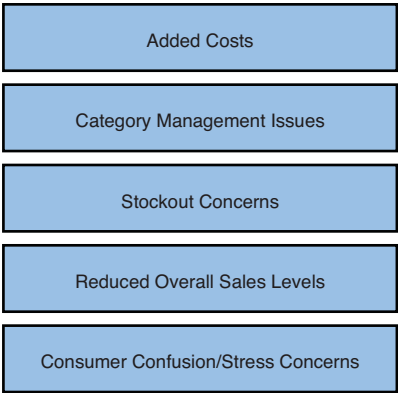 Added Costs
Category Management Issues
Stockout Concerns
Reduced Overall Sales Levels
Consumer Confusion/Stress Concerns